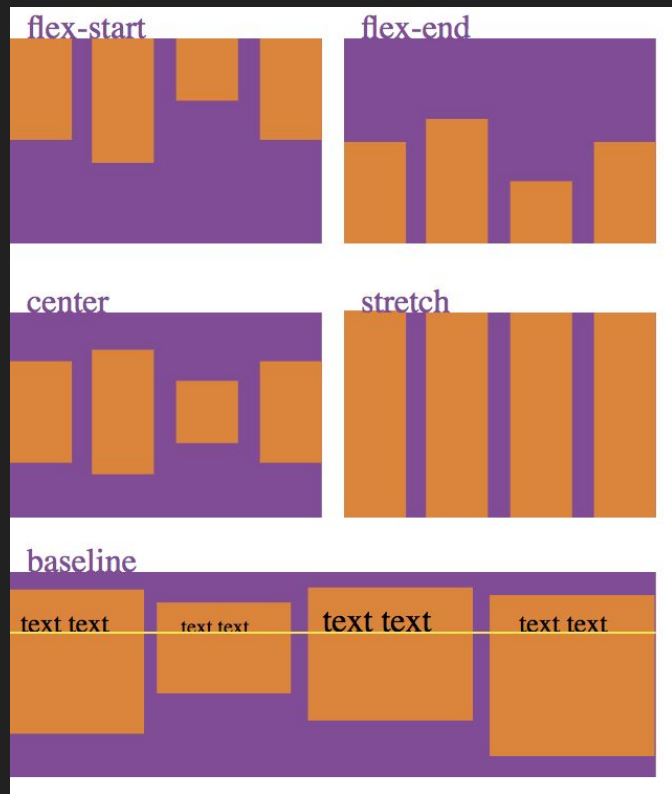 flex-start
flex-end
center
stretch
baseline
text text
text text
text text
text text